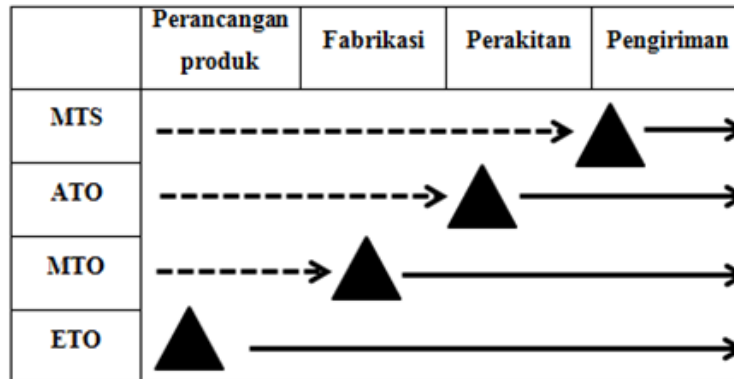 Perancangan
produk
Fabrikasi
Perakitan
Pengiriman
MTS
ATO
MTO
ETO